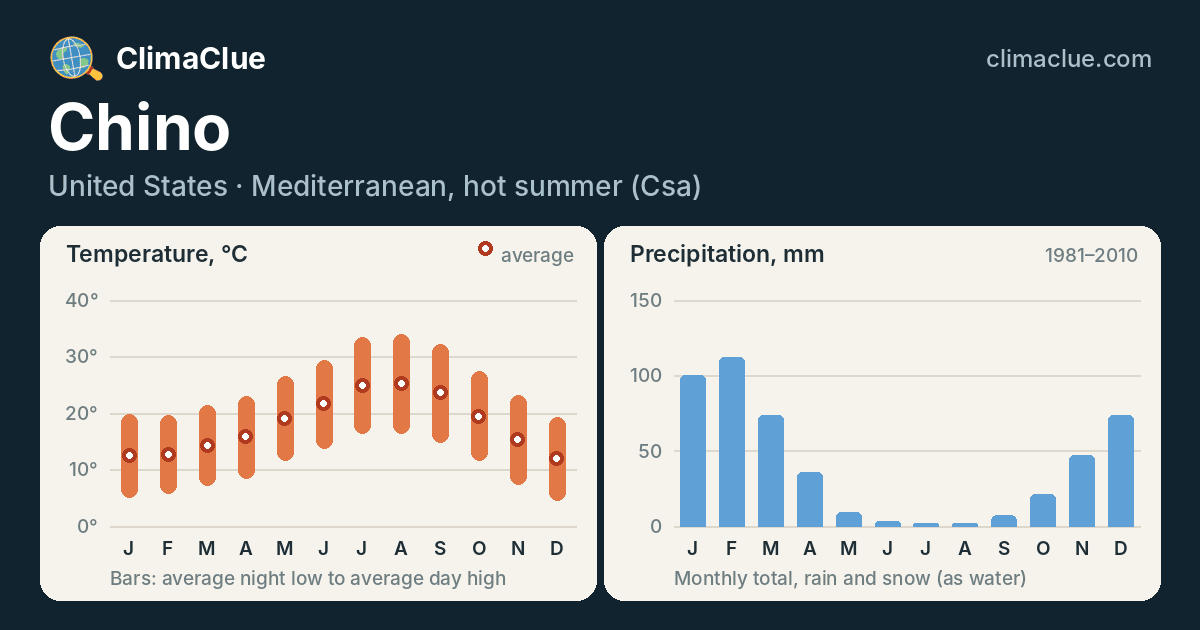 ClimaClue
climaclue.com
Chino
United States · Mediterranean, hot summer (Csa)
Temperature, °C
average
40°
30°
20°
10°
0°
J F M A M J J A S O N D
Bars: average night low to average day high
Precipitation, mm
1981–2010
150
100
50
0
J F M A M J J A S O N D
Monthly total, rain and snow (as water)